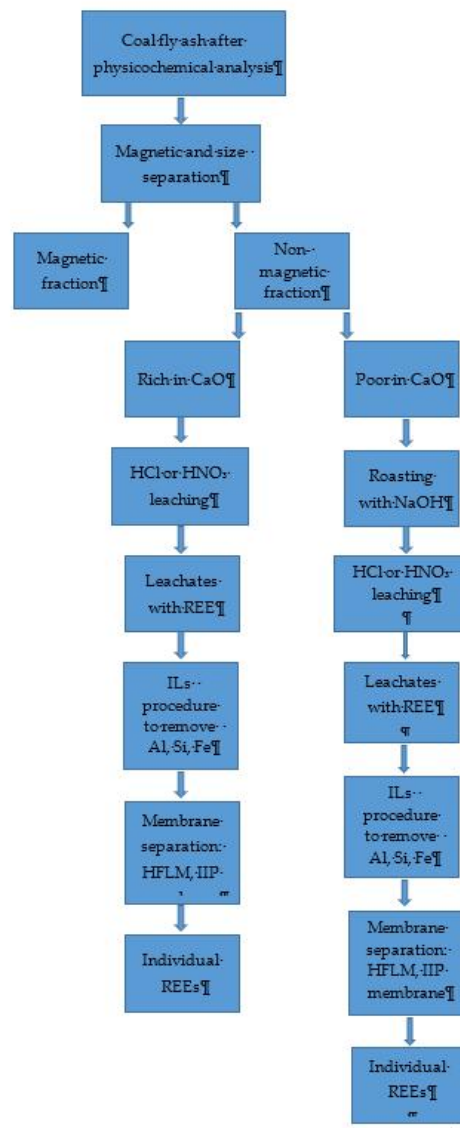 Coal·fly·ash·after·
physicochemical·analysis¶
Magnetic·and·size··
separation¶
Magnetic·
fraction¶
Non-·
magnetic·
fraction¶
Rich·in·CaO¶
Poor·in·CaO¶
HCl·or·HNO₃·
leaching¶
Roasting·
with·NaOH¶
Leachates·
with·REE¶
HCl·or·HNO₃·
leaching¶
¶
ILs··
procedure·
to·remove··
Al,·Si,·Fe¶
Leachates·
with·REE¶
¶
Membrane·
separation:·
HFLM,·IIP·
ILs··
procedure·
to·remove··
Al,·Si,·Fe¶
Individual·
REEs¶
Membrane·
separation:·
HFLM,·IIP·
membrane¶
Individual·
REEs¶
¶